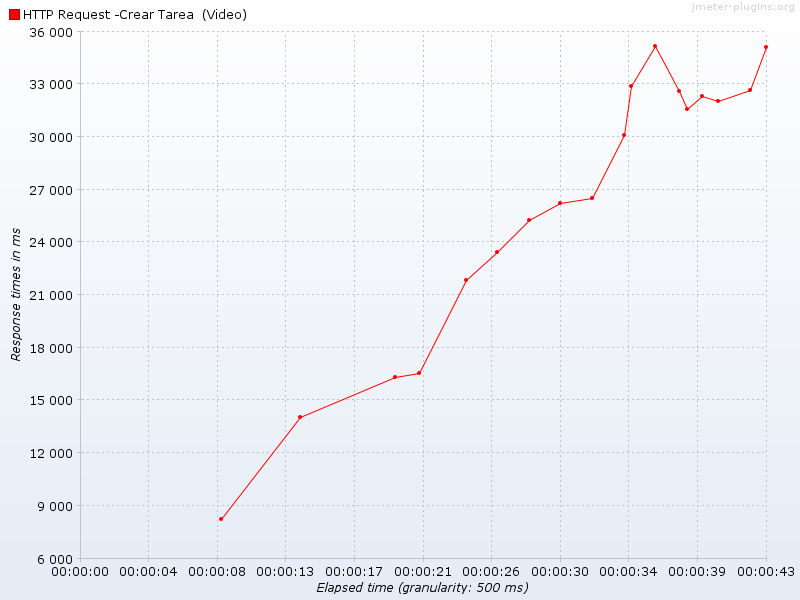 jmeter-plugins.org
HTTP Request -Crear Tarea  (Video)
36 000
33 000
30 000
27 000
24 000
21 000
18 000
15 000
12 000
9 000
6 000
Response times in ms
00:00:00 00:00:04 00:00:08 00:00:13 00:00:17 00:00:21 00:00:26 00:00:30 00:00:34 00:00:39 00:00:43
Elapsed time (granularity: 500 ms)